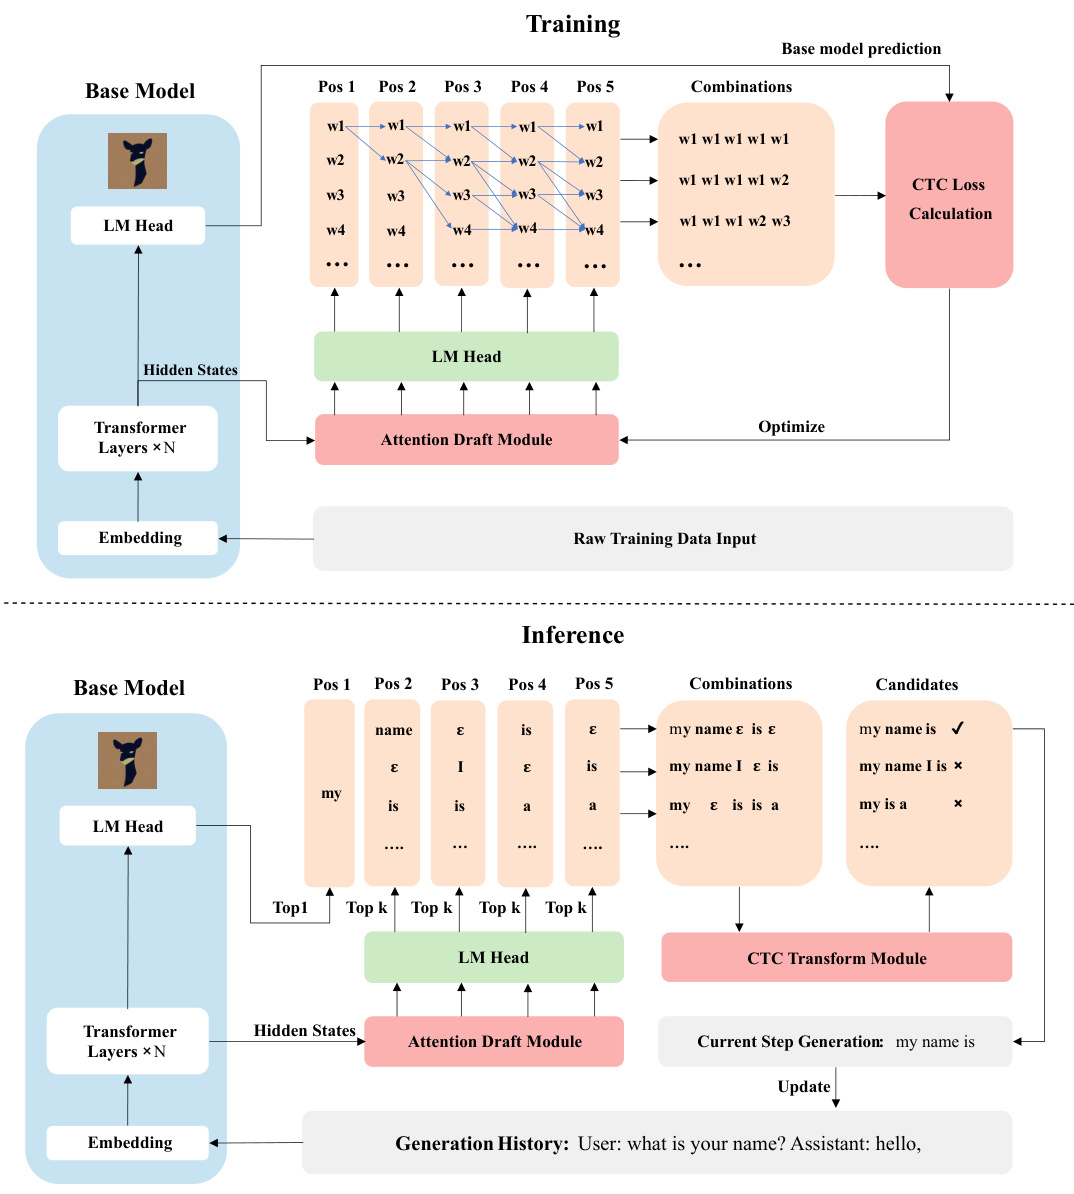 Training
Base model prediction
Base Model
Pos 1 Pos 2 Pos 3 Pos 4 Pos 5 Combinations
w1 w1 w1 w1 w1
w2 w2 w2 w2 w2
w3 w3 w3 w3 w3
w4 w4 w4 w4 w4
... ... ... ... ...
w1 w1 w1 w1 w1
w1 w1 w1 w1 w2
w1 w1 w1 w2 w3
...
CTC Loss
Calculation
LM Head
LM Head
Hidden States
Attention Draft Module
Optimize
Transformer
Layers ×N
Embedding
Raw Training Data Input
Inference
Base Model
Pos 1 Pos 2 Pos 3 Pos 4 Pos 5 Combinations Candidates
my
name ε is ε
ε I ε is
is is a a
.... ... .... ....
my name ε is ε
my name I ε is
my ε is is a
....
my name is ✓
my name I is ×
my is a ×
....
LM Head
Top1 Top k Top k Top k Top k
LM Head
CTC Transform Module
Hidden States
Attention Draft Module
Transformer
Layers ×N
Current Step Generation: my name is
Update
Embedding
Generation History: User: what is your name? Assistant: hello,